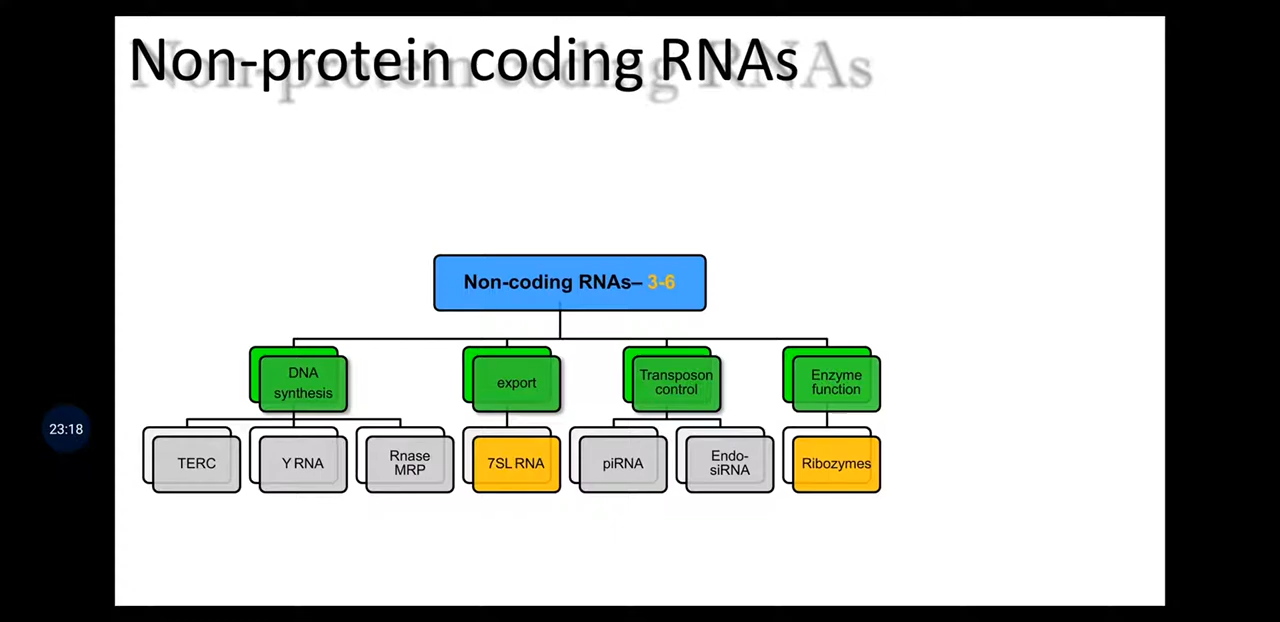 Non-protein coding RNAs
Non-coding RNAs– 3-6
DNA
synthesis
export
Transposon
control
Enzyme
function
23:18
TERC
Y RNA
Rnase
MRP
7SL RNA
piRNA
Endo-
siRNA
Ribozymes